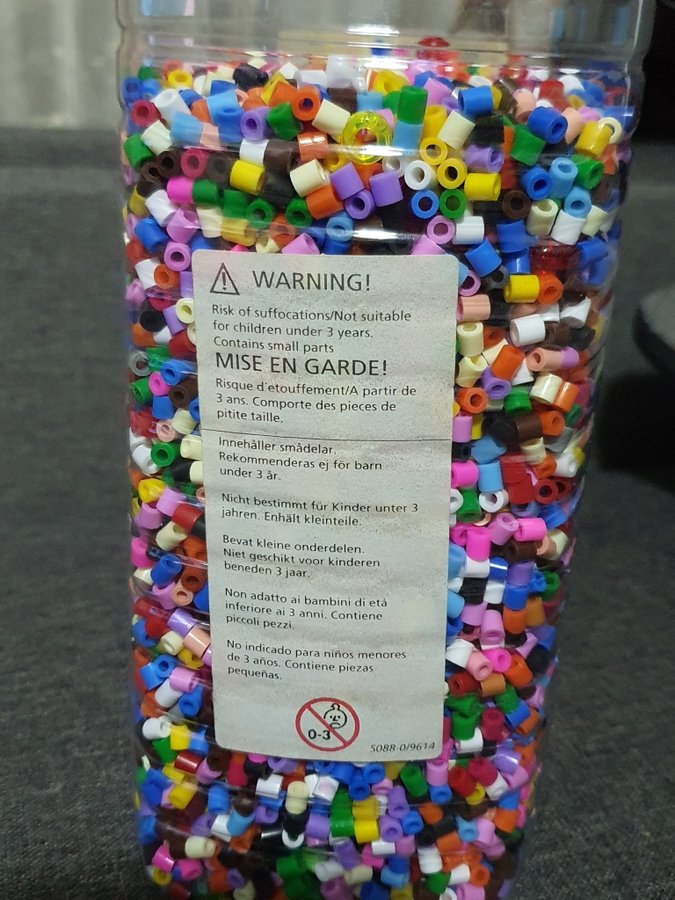 WARNING!
Risk of suffocations/Not suitable
for children under 3 years.
Contains small parts
MISE EN GARDE!
Risque d´etouffement/A partir de
3 ans. Comporte des pieces de
pitite taille.
Innehåller smådelar.
Rekommenderas ej för barn
under 3 år.
Nicht bestimmt für Kinder unter 3
jahren. Enhält kleinteile.
Bevat kleine onderdelen.
Niet geschikt voor kinderen
beneden 3 jaar.
Non adatto ai bambini di etá
inferiore ai 3 anni. Contiene
piccoli pezzi.
No indicado para niños menores
de 3 años. Contiene piezas
pequeñas.
0-3
S088-0/9614